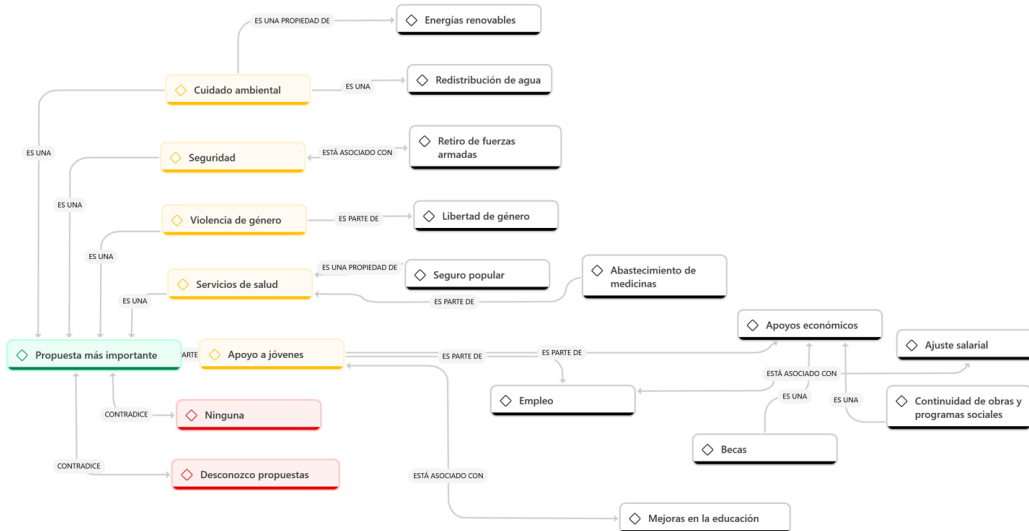 ES UNA PROPIEDAD DE
Energías renovables
Cuidado ambiental
ES UNA
Redistribución de agua
ES UNA
Seguridad
ESTÁ ASOCIADO CON
Retiro de fuerzas
armadas
ES UNA
Violencia de género
ES PARTE DE
Libertad de género
ES UNA
Servicios de salud
ES UNA PROPIEDAD DE
Seguro popular
Abastecimiento de
medicinas
ES PARTE DE
ES UNA
Propuesta más importante
ARTE
Apoyo a jóvenes
ES PARTE DE
ES PARTE DE
Apoyos económicos
Ajuste salarial
ESTÁ ASOCIADO CON
Empleo
ES UNA
ES UNA
Continuidad de obras y
programas sociales
CONTRADICE
Ninguna
Becas
CONTRADICE
Desconozco propuestas
ESTÁ ASOCIADO CON
Mejoras en la educación